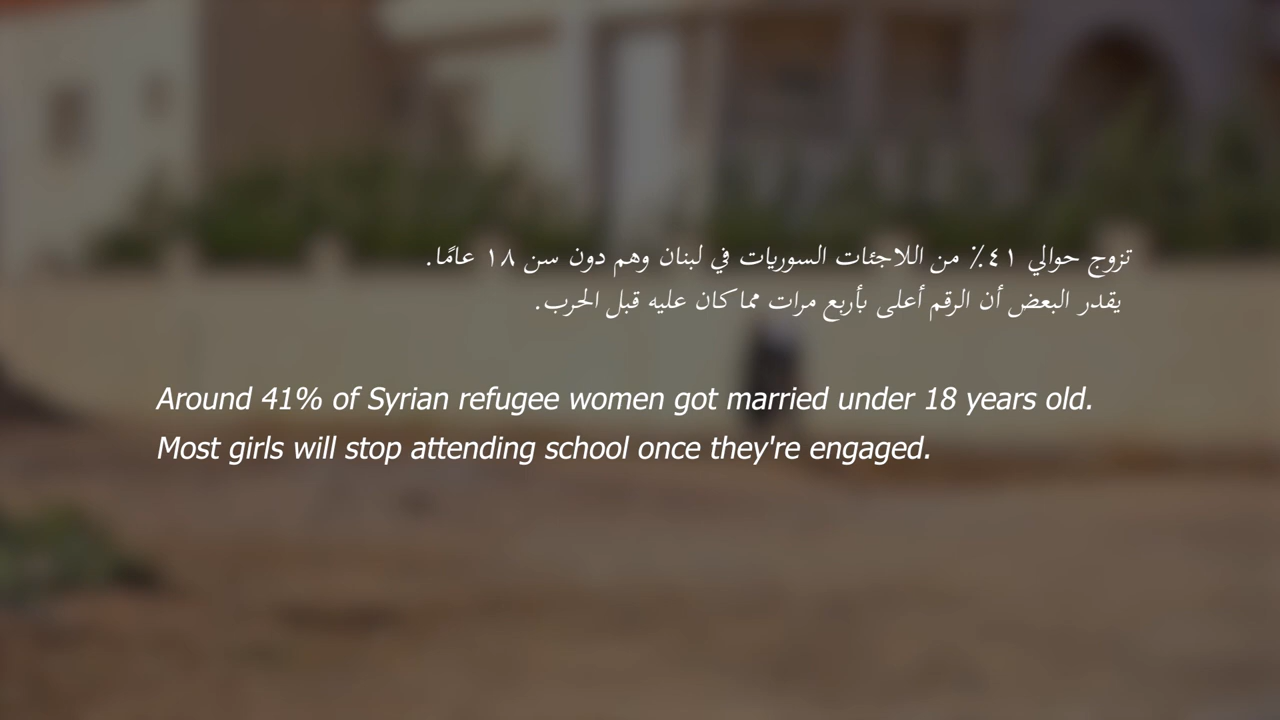 تزوج حوالي ٤١٪ من اللاجئات السوريات في لبنان وهم دون سن ١٨ عامًا.
يقدر البعض أن الرقم أعلى بأربع مرات مما كان عليه قبل الحرب.
Around 41% of Syrian refugee women got married under 18 years old.
Most girls will stop attending school once they're engaged.